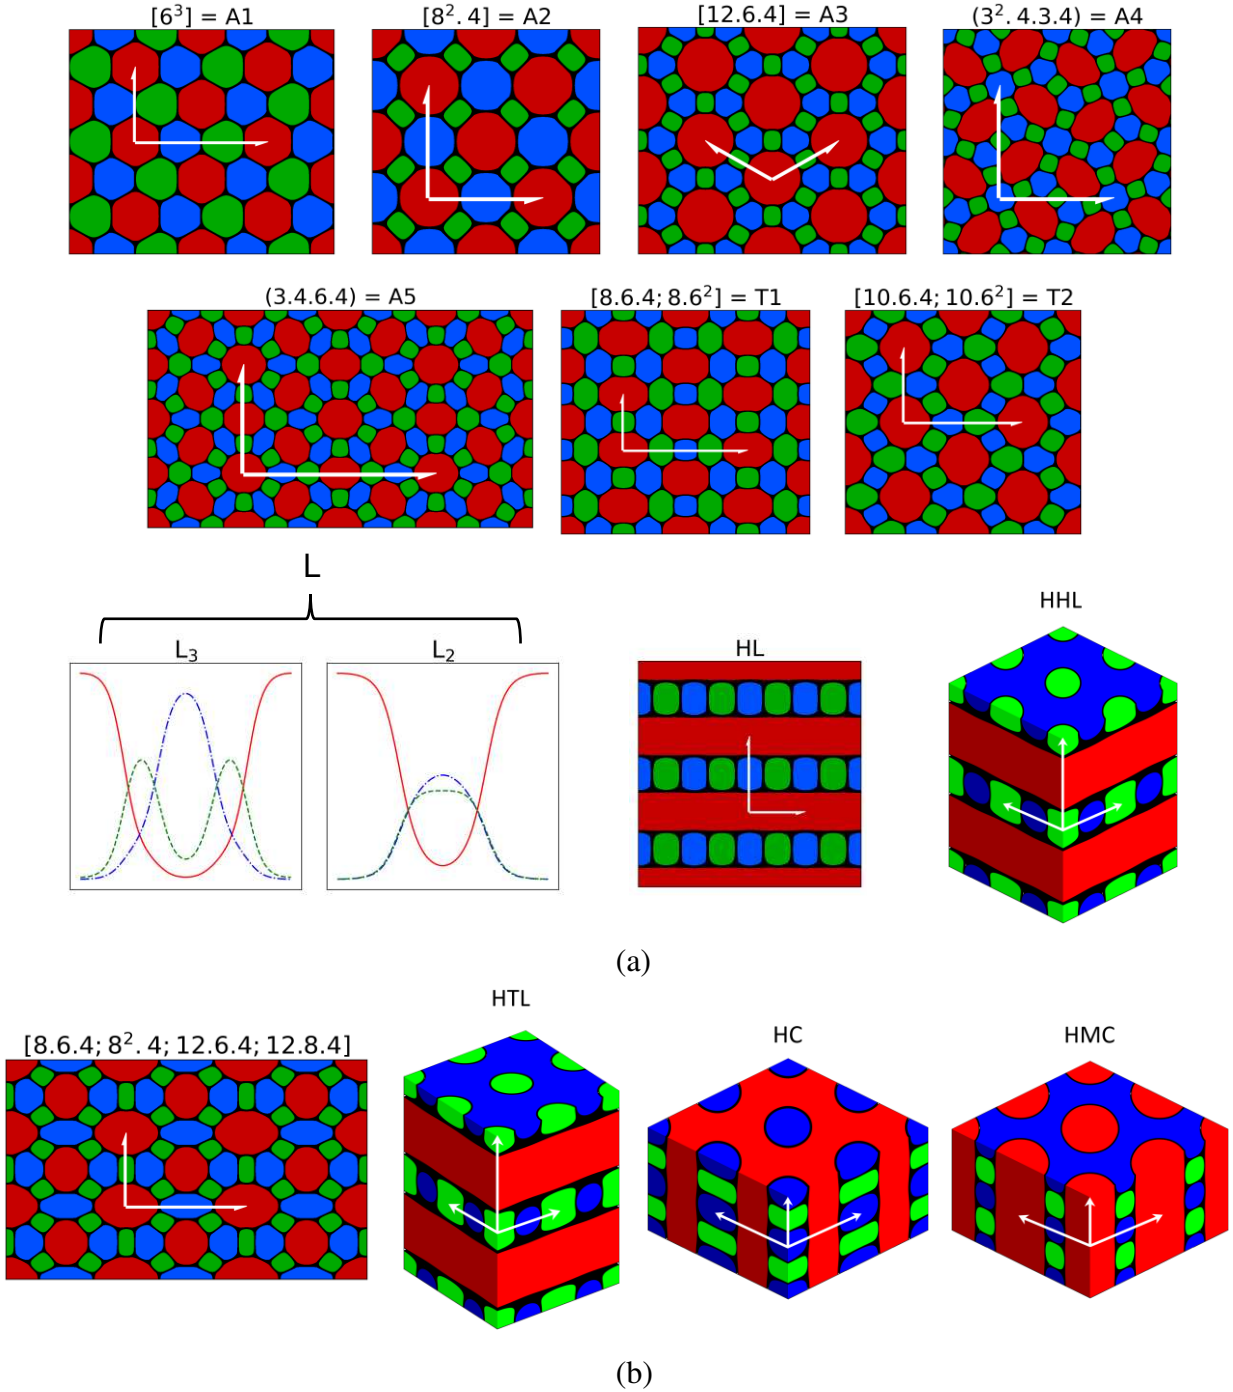 [6³] = A1
[8². 4] = A2
[12.6.4] = A3
(3². 4.3.4) = A4
(3.4.6.4) = A5
[8.6.4; 8.6²] = T1
[10.6.4; 10.6²] = T2
L
L₃
L₂
HL
HHL
(a)
[8.6.4; 8². 4; 12.6.4; 12.8.4]
HTL
HC
HMC
(b)